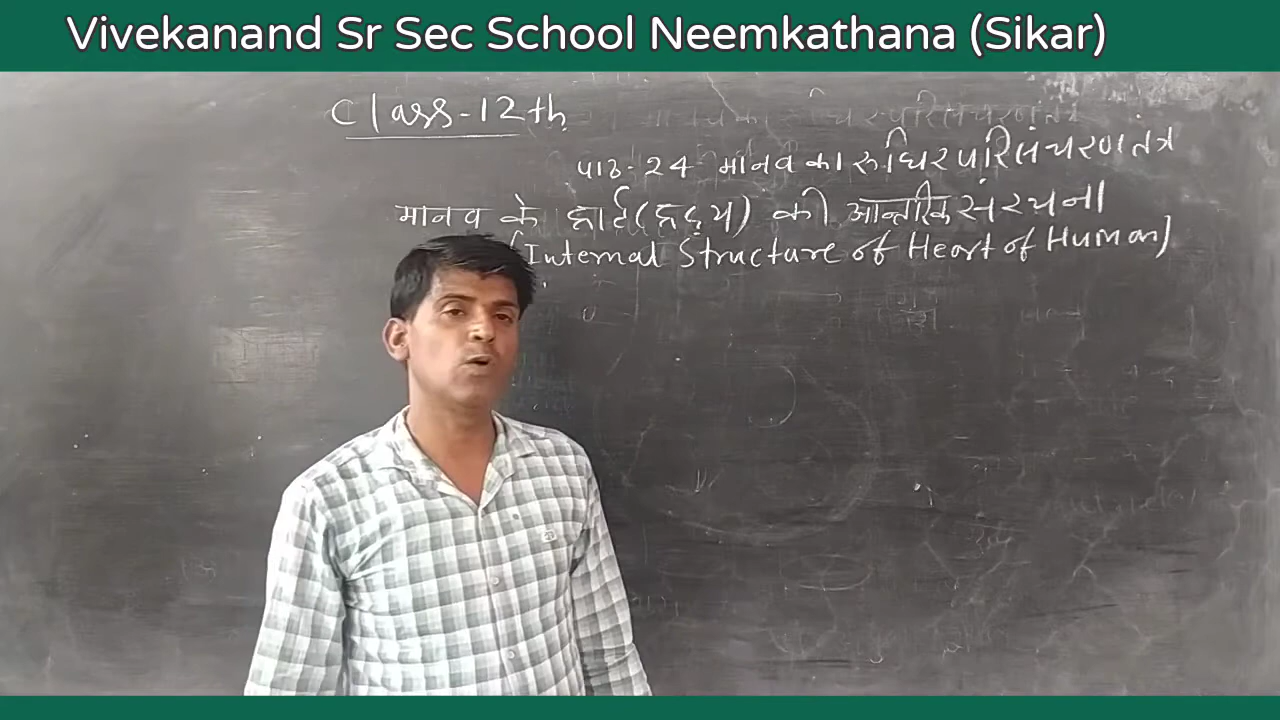 Vivekanand Sr Sec School Neemkathana (Sikar)
Class-12th
पाठ-24 मानव का रुधिर परिसंचरण तंत्र
मानव के हार्ट(हृदय) की आन्तरिक संरचना
(Internal Structure of Heart of Human)